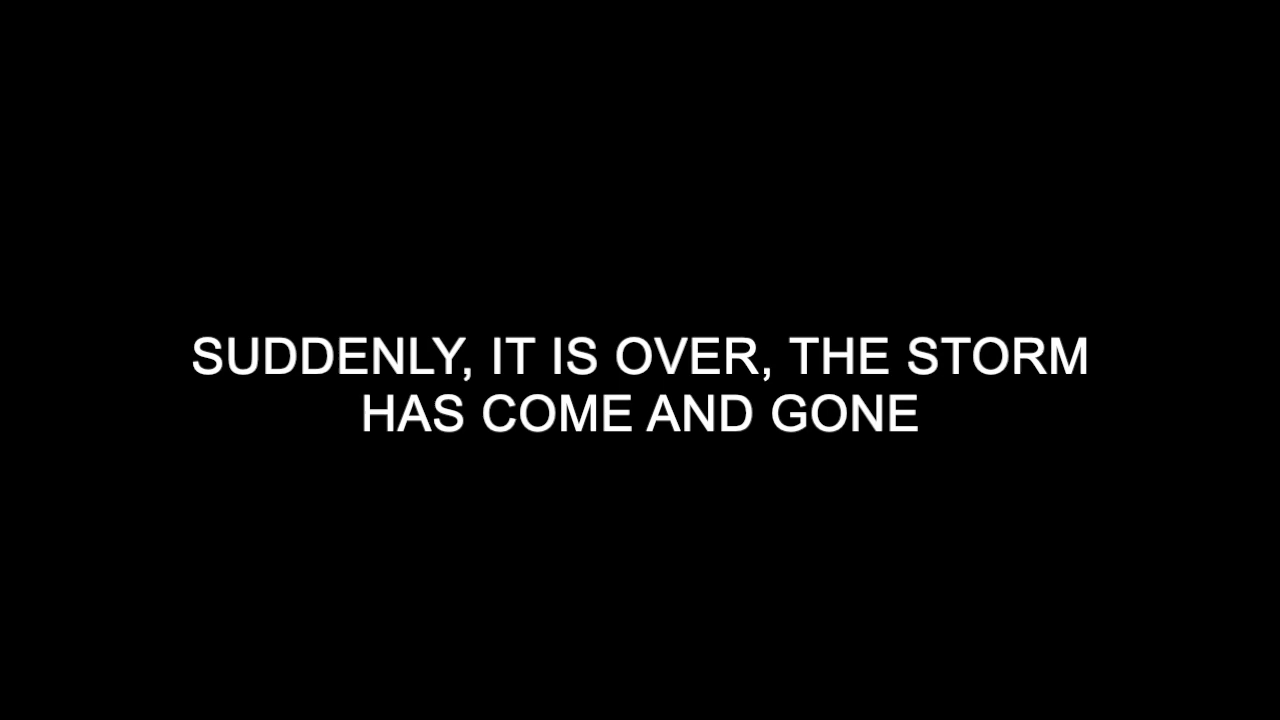 SUDDENLY, IT IS OVER, THE STORM
HAS COME AND GONE